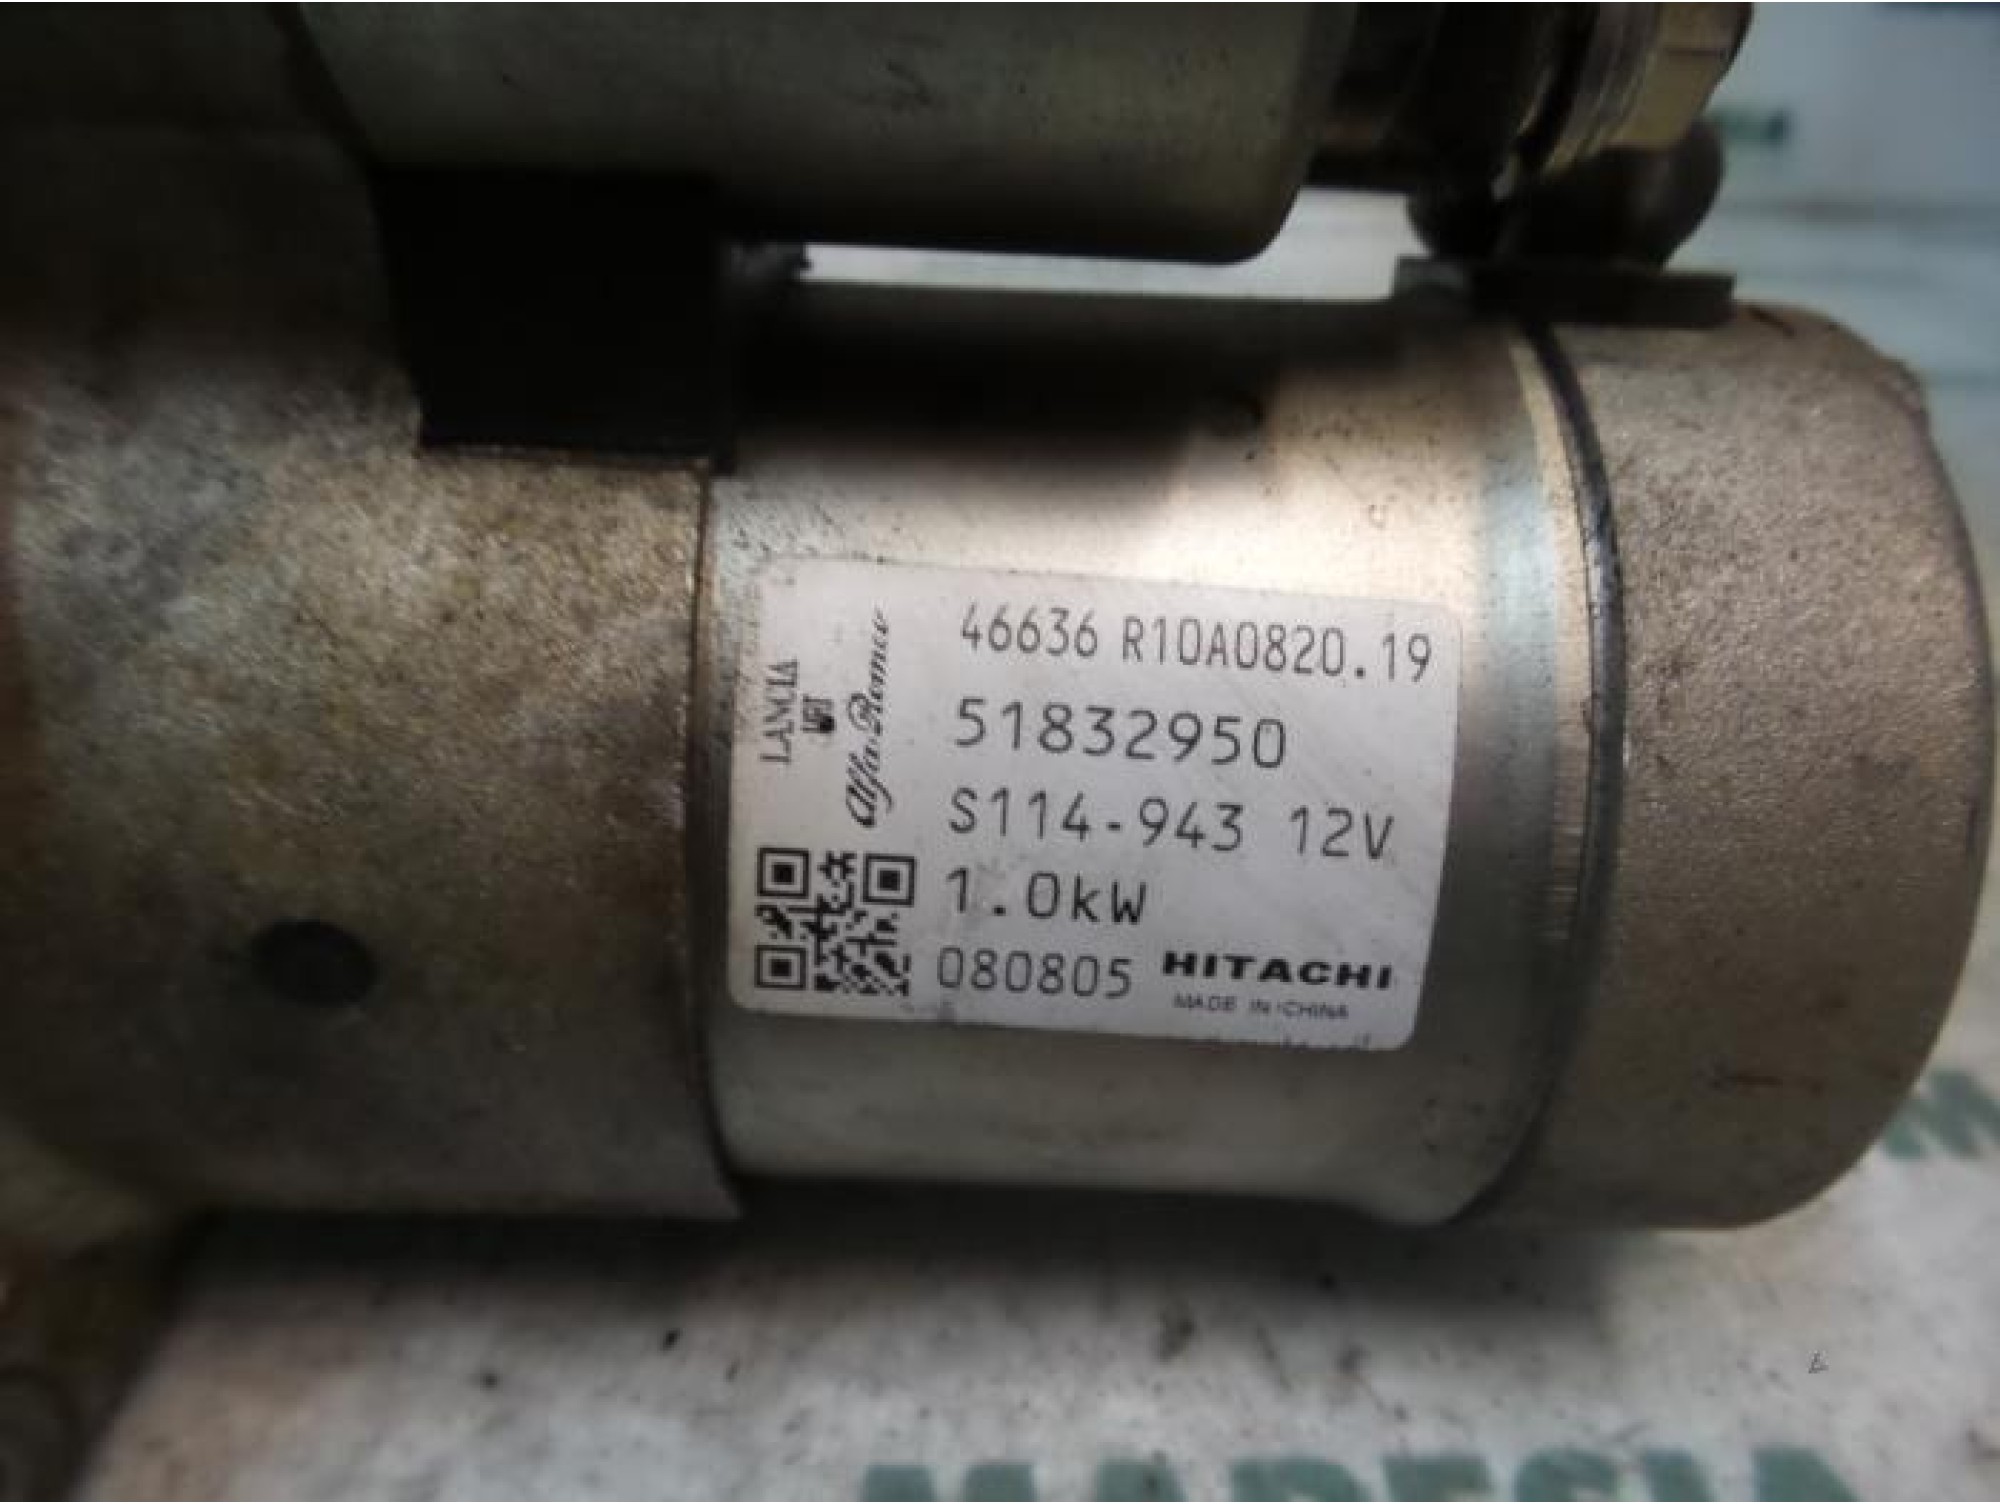 46636 R10A0820.19
51832950
S114-943 12V
1.0kW
080805 HITACHI
MADE IN CHINA
LANCIA
Alfa Romeo